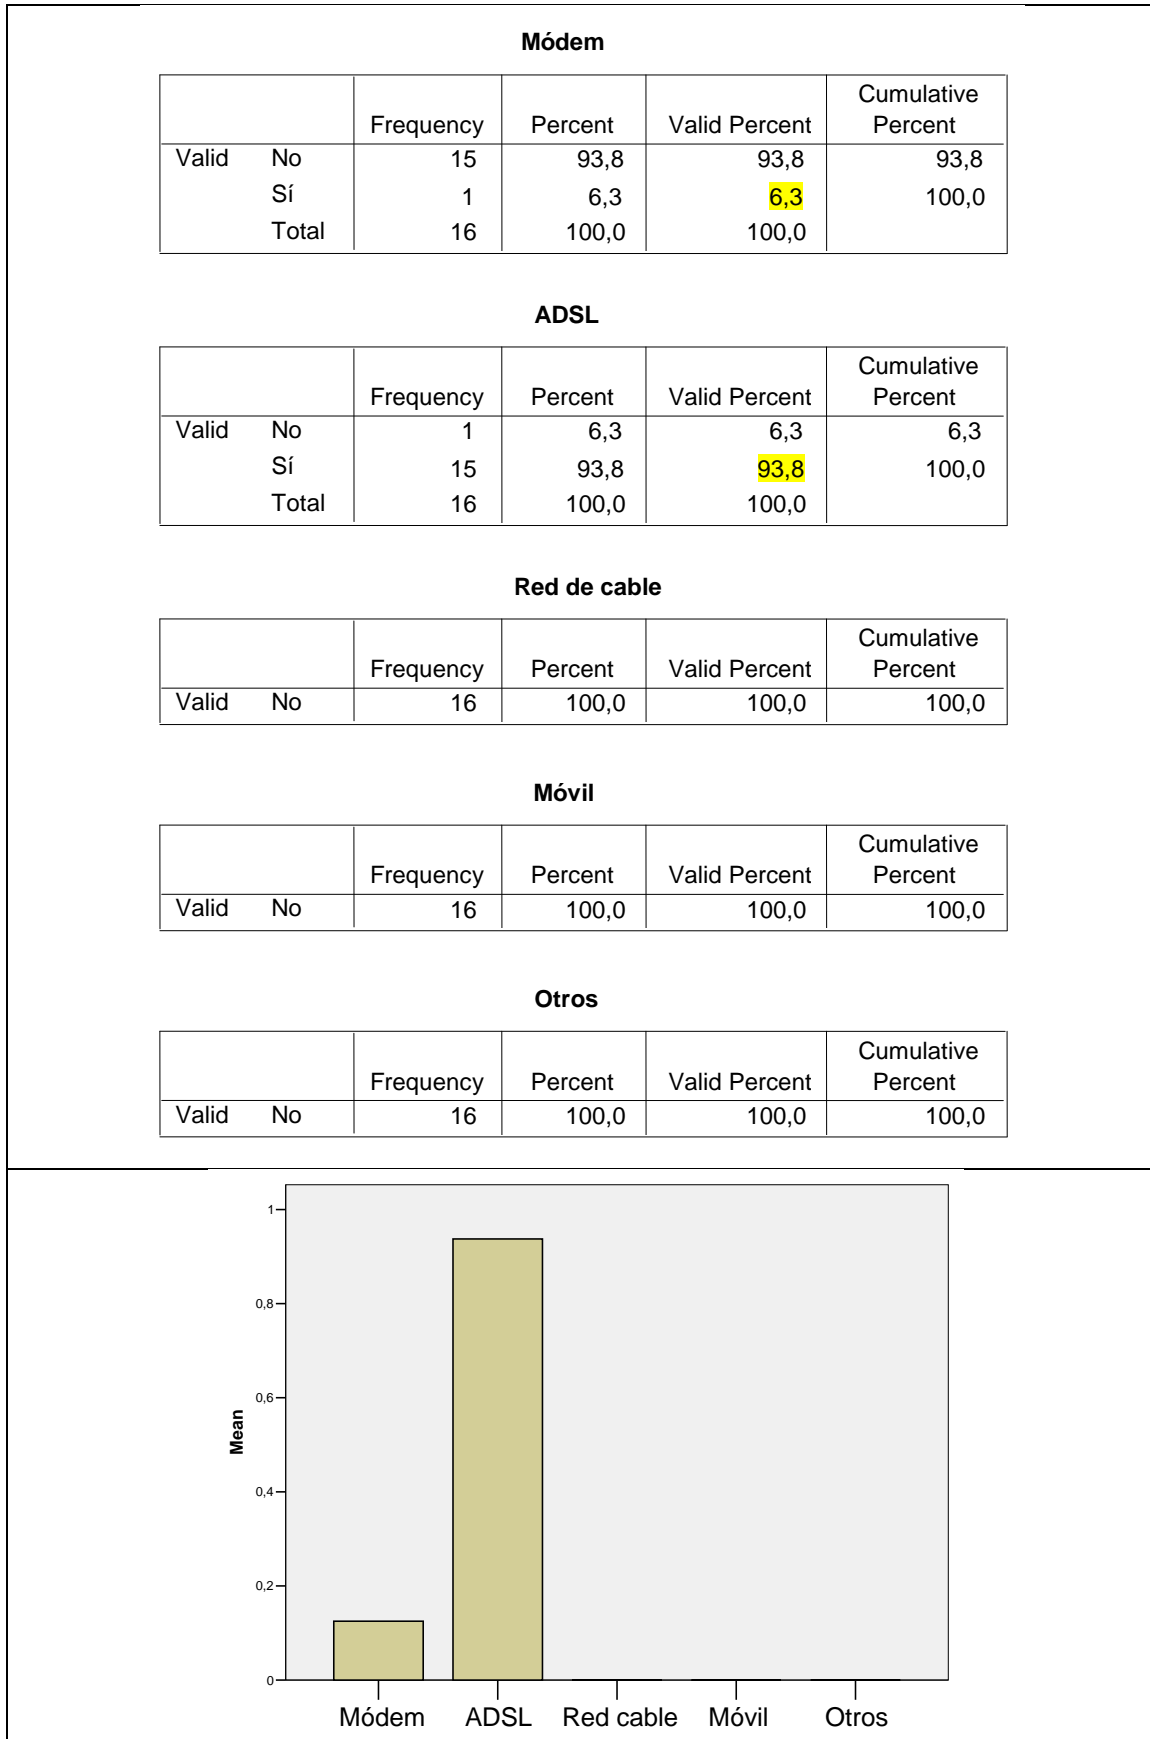 Módem
Cumulative
Frequency Percent Valid Percent Percent
Valid No 15 93,8 93,8 93,8
Sí 1 6,3 6,3 100,0
Total 16 100,0 100,0
ADSL
Cumulative
Frequency Percent Valid Percent Percent
Valid No 1 6,3 6,3 6,3
Sí 15 93,8 93,8 100,0
Total 16 100,0 100,0
Red de cable
Cumulative
Frequency Percent Valid Percent Percent
Valid No 16 100,0 100,0 100,0
Móvil
Cumulative
Frequency Percent Valid Percent Percent
Valid No 16 100,0 100,0 100,0
Otros
Cumulative
Frequency Percent Valid Percent Percent
Valid No 16 100,0 100,0 100,0
1
0,8
0,6
0,4
0,2
0
Mean
Módem ADSL Red cable Móvil Otros